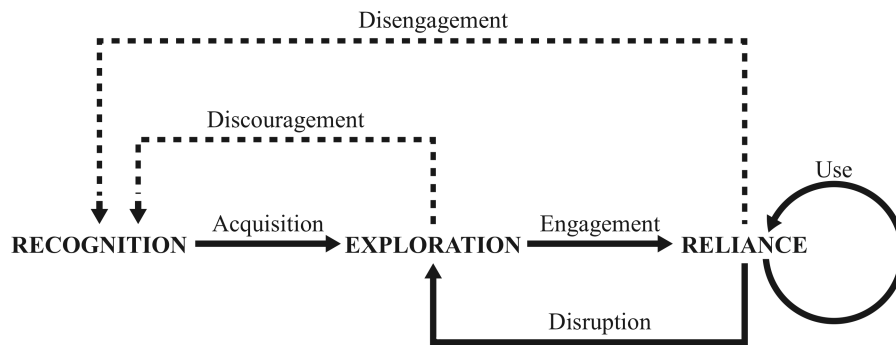 Disengagement
Discouragement
Use
Acquisition
Engagement
RECOGNITION
EXPLORATION
RELIANCE
Disruption